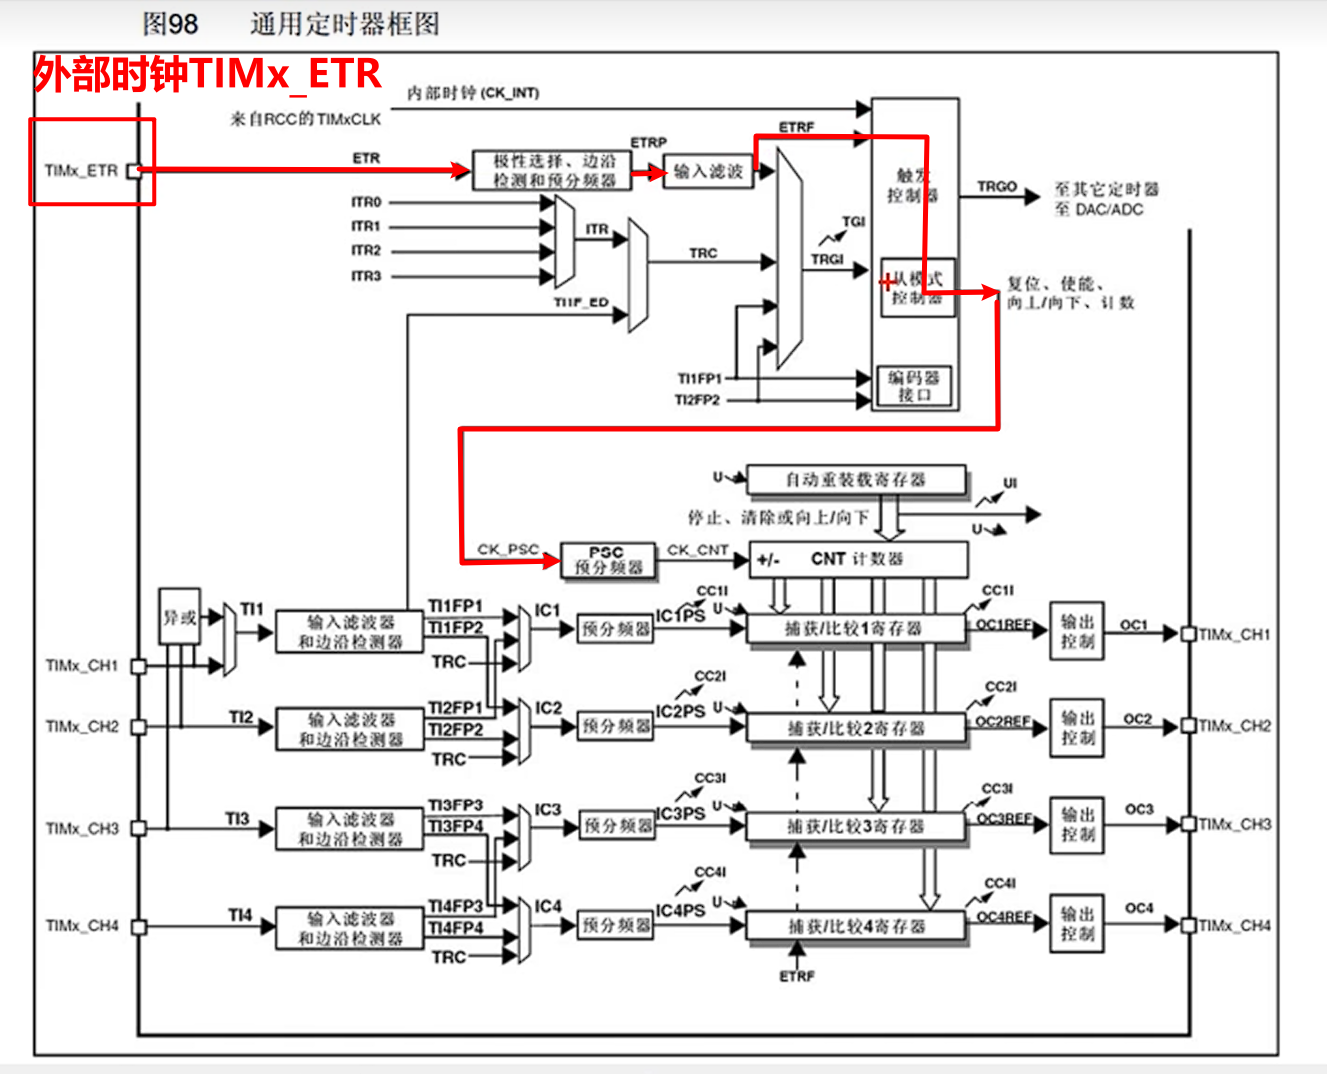 图98 通用定时器框图
外部时钟TIMx_ETR
内部时钟(CK_INT)
来自RCC的TIMxCLK
ETRF
ETRP
TIMx_ETR
ETR
极性选择、边沿
检测和预分频器
输入滤波
触发
控制器
TRGO
至其它定时器
至 DAC/ADC
ITR0
ITR1
ITR2
ITR3
ITR
TGI
TRC
TRGI
TI1F_ED
从模式
控制器
复位、使能、
向上/向下、计数
TI1FP1
TI2FP2
编码器
接口
U
自动重装载寄存器
UI
停止、清除或向上/向下
U
CK_PSC
PSC
预分频器
CK_CNT
+/-
CNT 计数器
异或
TI1
输入滤波器
和边沿检测器
TI1FP1
TI1FP2
TRC
IC1
预分频器
IC1PS
CC1I
U
捕获/比较1寄存器
CC1I
OC1REF
输出
控制
OC1
TIMx_CH1
TIMx_CH1
TIMx_CH2
TI2
输入滤波器
和边沿检测器
TI2FP1
TI2FP2
TRC
IC2
预分频器
IC2PS
CC2I
U
捕获/比较2寄存器
CC2I
OC2REF
输出
控制
OC2
TIMx_CH2
TIMx_CH3
TI3
输入滤波器
和边沿检测器
TI3FP3
TI3FP4
TRC
IC3
预分频器
IC3PS
CC3I
U
捕获/比较3寄存器
CC3I
OC3REF
输出
控制
OC3
TIMx_CH3
TIMx_CH4
TI4
输入滤波器
和边沿检测器
TI4FP3
TI4FP4
TRC
IC4
预分频器
IC4PS
CC4I
U
捕获/比较4寄存器
CC4I
OC4REF
输出
控制
OC4
TIMx_CH4
ETRF